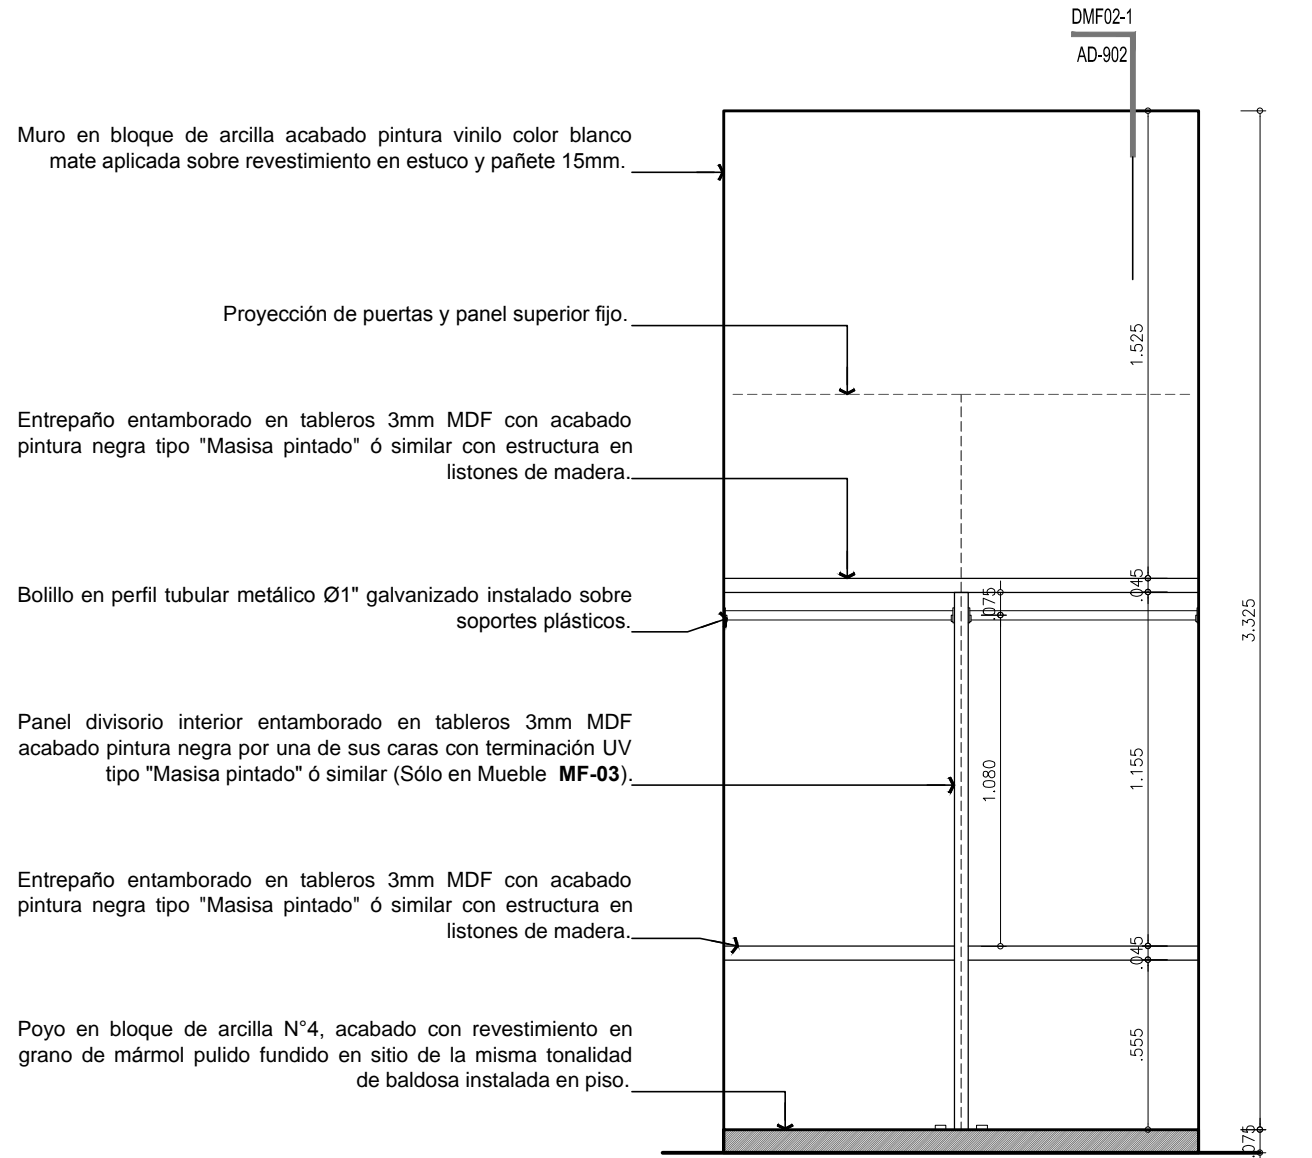 DMF02-1
AD-902
Muro en bloque de arcilla acabado pintura vinilo color blanco
mate aplicada sobre revestimiento en estuco y pañete 15mm.
Proyección de puertas y panel superior fijo.
1.525
Entrepaño entamborado en tableros 3mm MDF con acabado
pintura negra tipo "Masisa pintado" ó similar con estructura en
listones de madera.
.045
Bolillo en perfil tubular metálico Ø1" galvanizado instalado sobre
soportes plásticos.
.075
3.325
Panel divisorio interior entamborado en tableros 3mm MDF
acabado pintura negra por una de sus caras con terminación UV
tipo "Masisa pintado" ó similar (Sólo en Mueble MF-03).
1.080
1.155
Entrepaño entamborado en tableros 3mm MDF con acabado
pintura negra tipo "Masisa pintado" ó similar con estructura en
listones de madera.
.045
Poyo en bloque de arcilla N°4, acabado con revestimiento en
grano de mármol pulido fundido en sitio de la misma tonalidad
de baldosa instalada en piso.
.555
.075